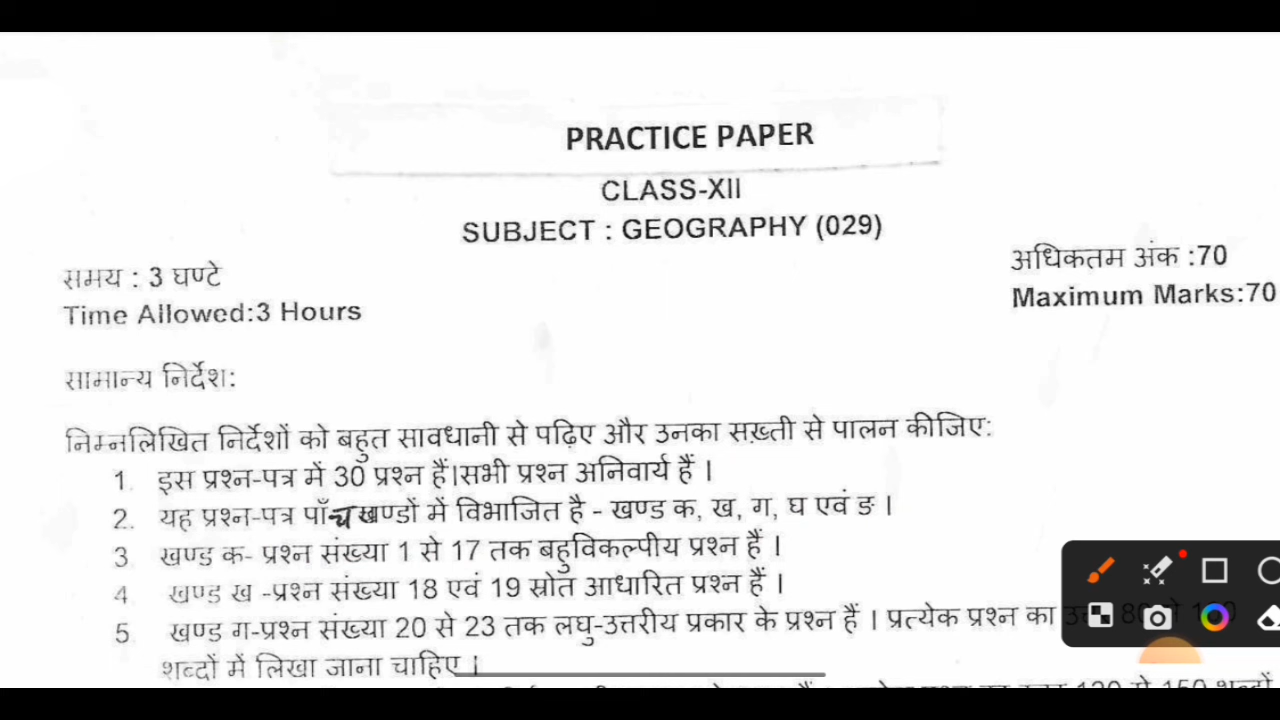 PRACTICE PAPER
CLASS-XII
SUBJECT : GEOGRAPHY (029)
समय : 3 घण्टे
अधिकतम अंक :70
Time Allowed:3 Hours
Maximum Marks:70
सामान्य निर्देश:
निम्नलिखित निर्देशों को बहुत सावधानी से पढ़िए और उनका सख़्ती से पालन कीजिए:
1. इस प्रश्न-पत्र में 30 प्रश्न हैं।सभी प्रश्न अनिवार्य हैं ।
2. यह प्रश्न-पत्र पाँच खण्डों में विभाजित है - खण्ड क, ख, ग, घ एवं ङ ।
3 खण्ड क- प्रश्न संख्या 1 से 17 तक बहुविकल्पीय प्रश्न हैं ।
4 खण्ड ख -प्रश्न संख्या 18 एवं 19 स्रोत आधारित प्रश्न हैं ।
5 खण्ड ग-प्रश्न संख्या 20 से 23 तक लघु-उत्तरीय प्रकार के प्रश्न हैं । प्रत्येक प्रश्न का
शब्दों में लिखा जाना चाहिए ।